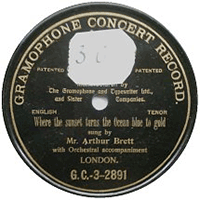 GRAMOPHONE CONCERT RECORD.
56
PATENTED PATENTED
by
The Gramophone and Typewriter Ltd.,
and Sister Companies.
ENGLISH TENOR
Where the sunset turns the Ocean blue to gold
sung by
Mr. Arthur Brett
with Orchestral accompaniment
LONDON.
G.C.-3-2891